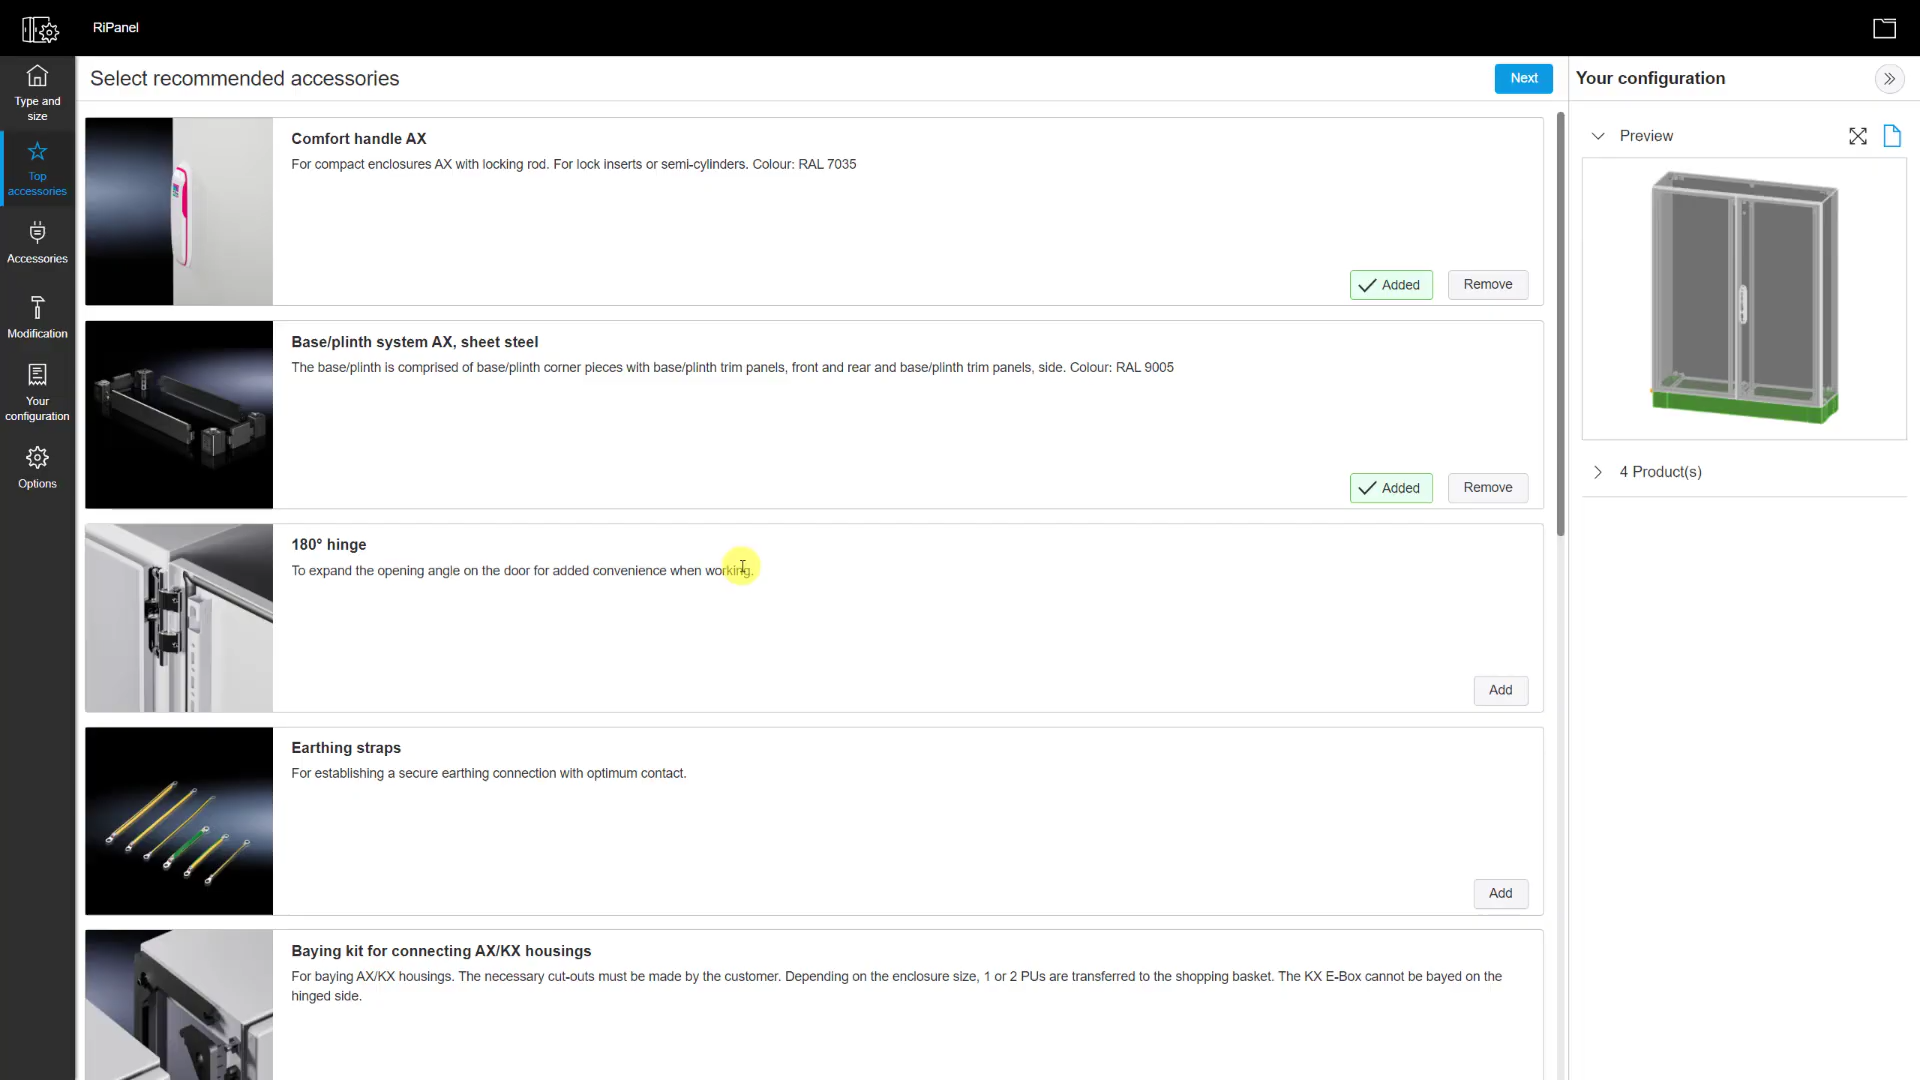 RiPanel
Type and
size
Top
accessories
Accessories
Modification
Your
configuration
Options
Select recommended accessories
Next
Comfort handle AX
For compact enclosures AX with locking rod. For lock inserts or semi-cylinders. Colour: RAL 7035
Added
Remove
Base/plinth system AX, sheet steel
The base/plinth is comprised of base/plinth corner pieces with base/plinth trim panels, front and rear and base/plinth trim panels, side. Colour: RAL 9005
Added
Remove
180° hinge
To expand the opening angle on the door for added convenience when working.
Add
Earthing straps
For establishing a secure earthing connection with optimum contact.
Add
Baying kit for connecting AX/KX housings
For baying AX/KX housings. The necessary cut-outs must be made by the customer. Depending on the enclosure size, 1 or 2 PUs are transferred to the shopping basket. The KX E-Box cannot be bayed on the
hinged side.
Your configuration
Preview
4 Product(s)